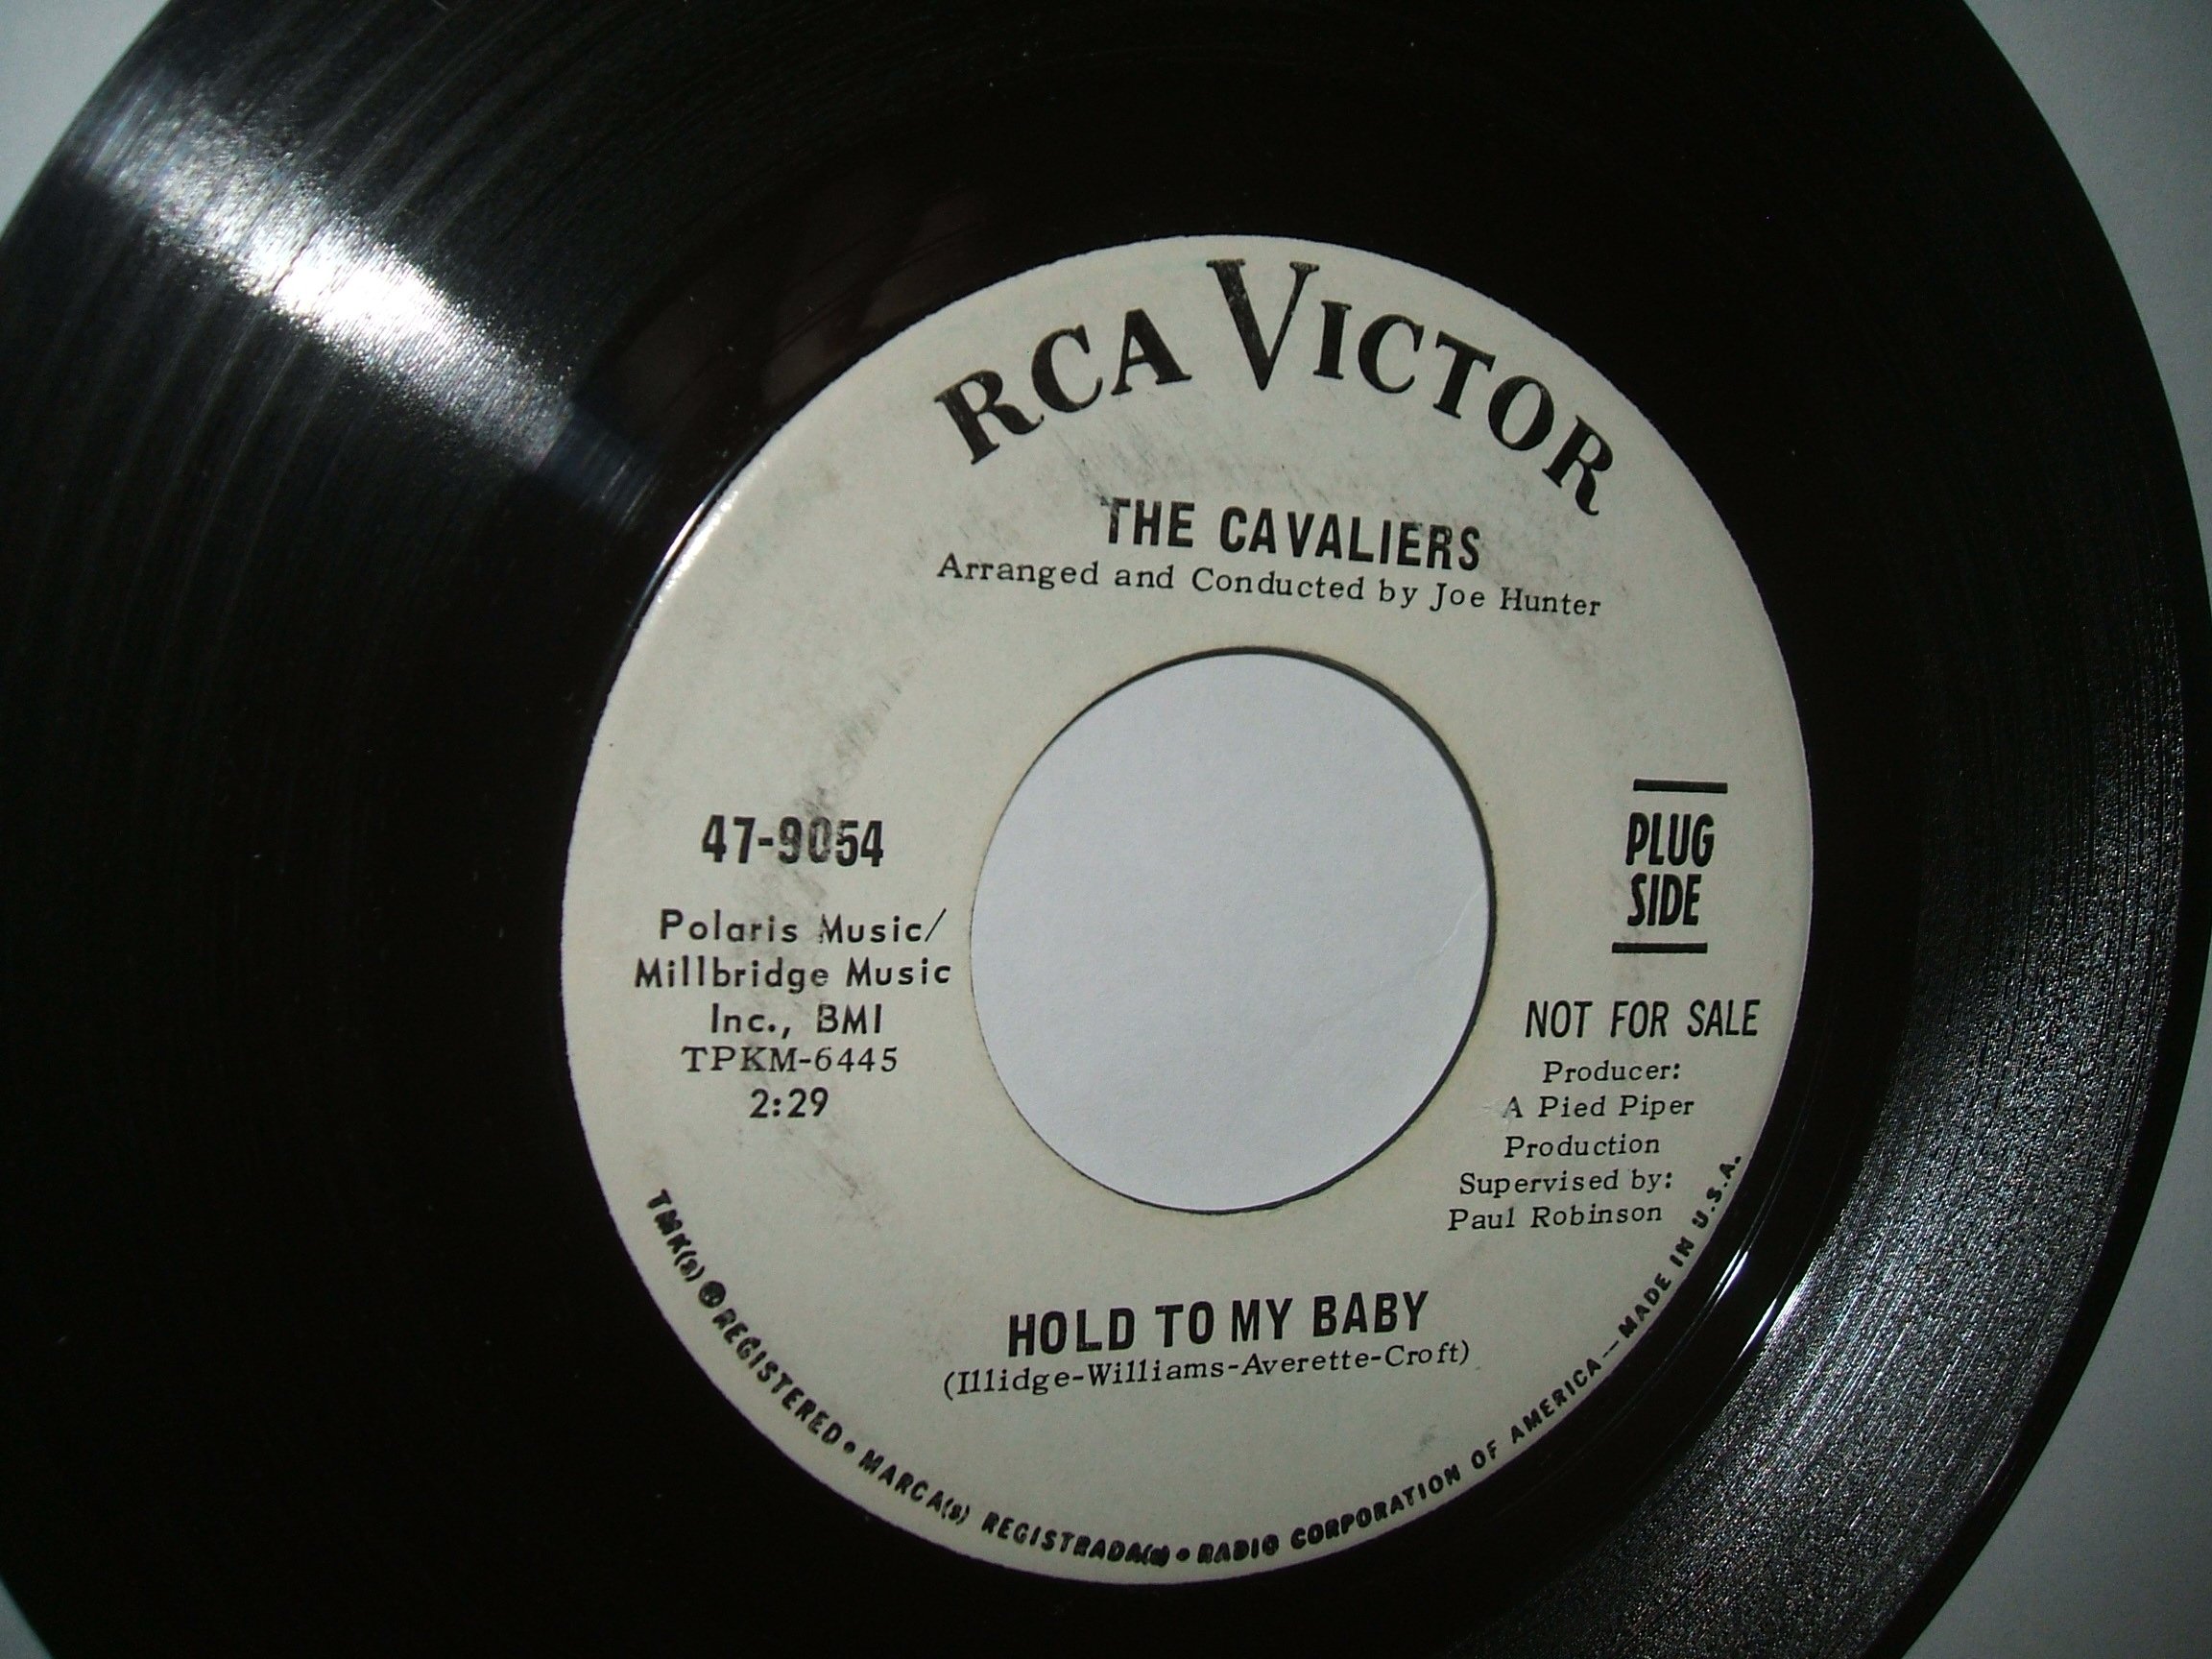 RCA VICTOR
THE CAVALIERS
Arranged and Conducted by Joe Hunter
47-9054
Polaris Music/
Millbridge Music
Inc., BMI
TPKM-6445
2:29
PLUG
SIDE
NOT FOR SALE
Producer:
A Pied Piper
Production
Supervised by:
Paul Robinson
HOLD TO MY BABY
(Illidge-Williams-Averette-Croft)
TMK(s) ® REGISTERED • MARCA(s) REGISTRADA(s) • RADIO CORPORATION OF AMERICA — MADE IN U.S.A.